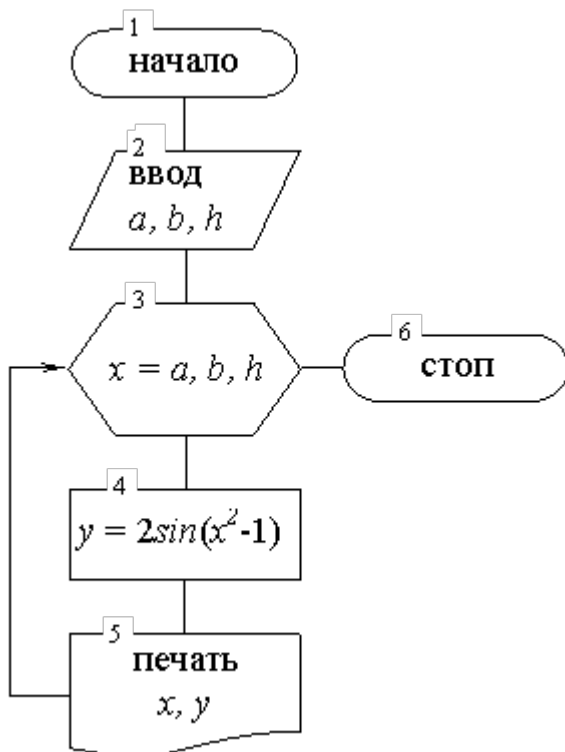 1
начало
2
ввод
a, b, h
3
x = a, b, h
6
стоп
4
y = 2sin(x²-1)
5
печать
x, y